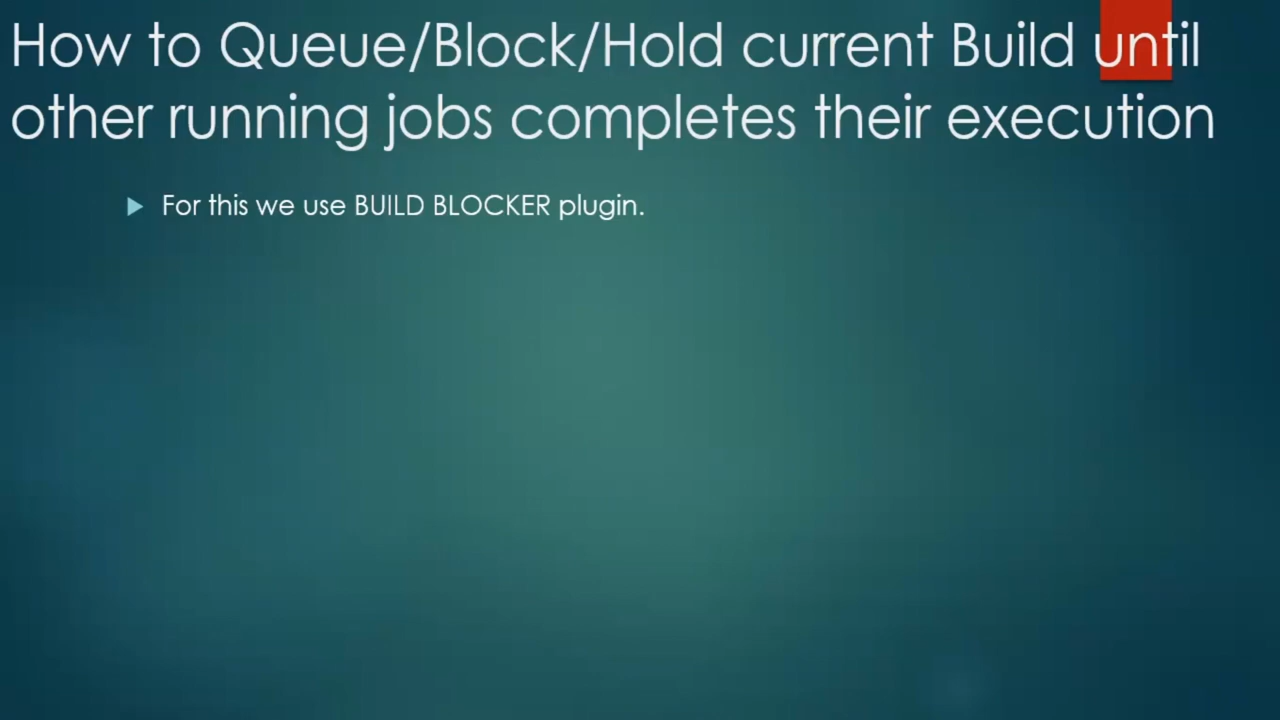 How to Queue/Block/Hold current Build until
other running jobs completes their execution
For this we use BUILD BLOCKER plugin.